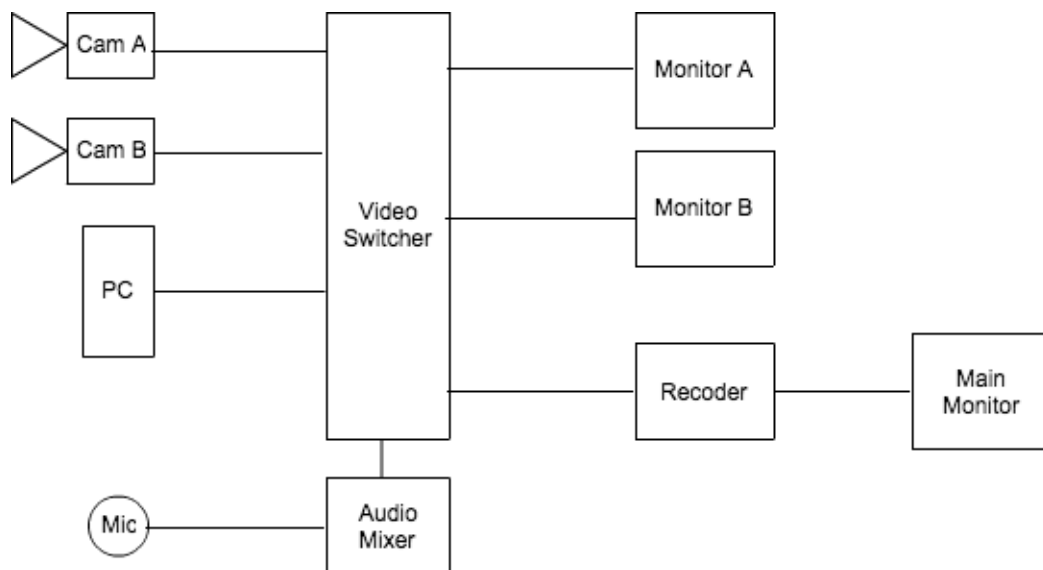 Cam A
Monitor A
Cam B
Monitor B
Video
Switcher
PC
Recoder
Main
Monitor
Mic
Audio
Mixer